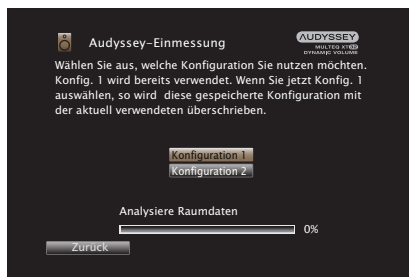 Audyssey-Einmessung
AUDYSSEY
MULTEQ XT32
DYNAMIC VOLUME
Wählen Sie aus, welche Konfiguration Sie nutzen möchten.
Konfig. 1 wird bereits verwendet. Wenn Sie jetzt Konfig. 1
auswählen, so wird diese gespeicherte Konfiguration mit
der aktuell verwendeten überschrieben.
Konfiguration 1
Konfiguration 2
Analysiere Raumdaten
0%
Zurück